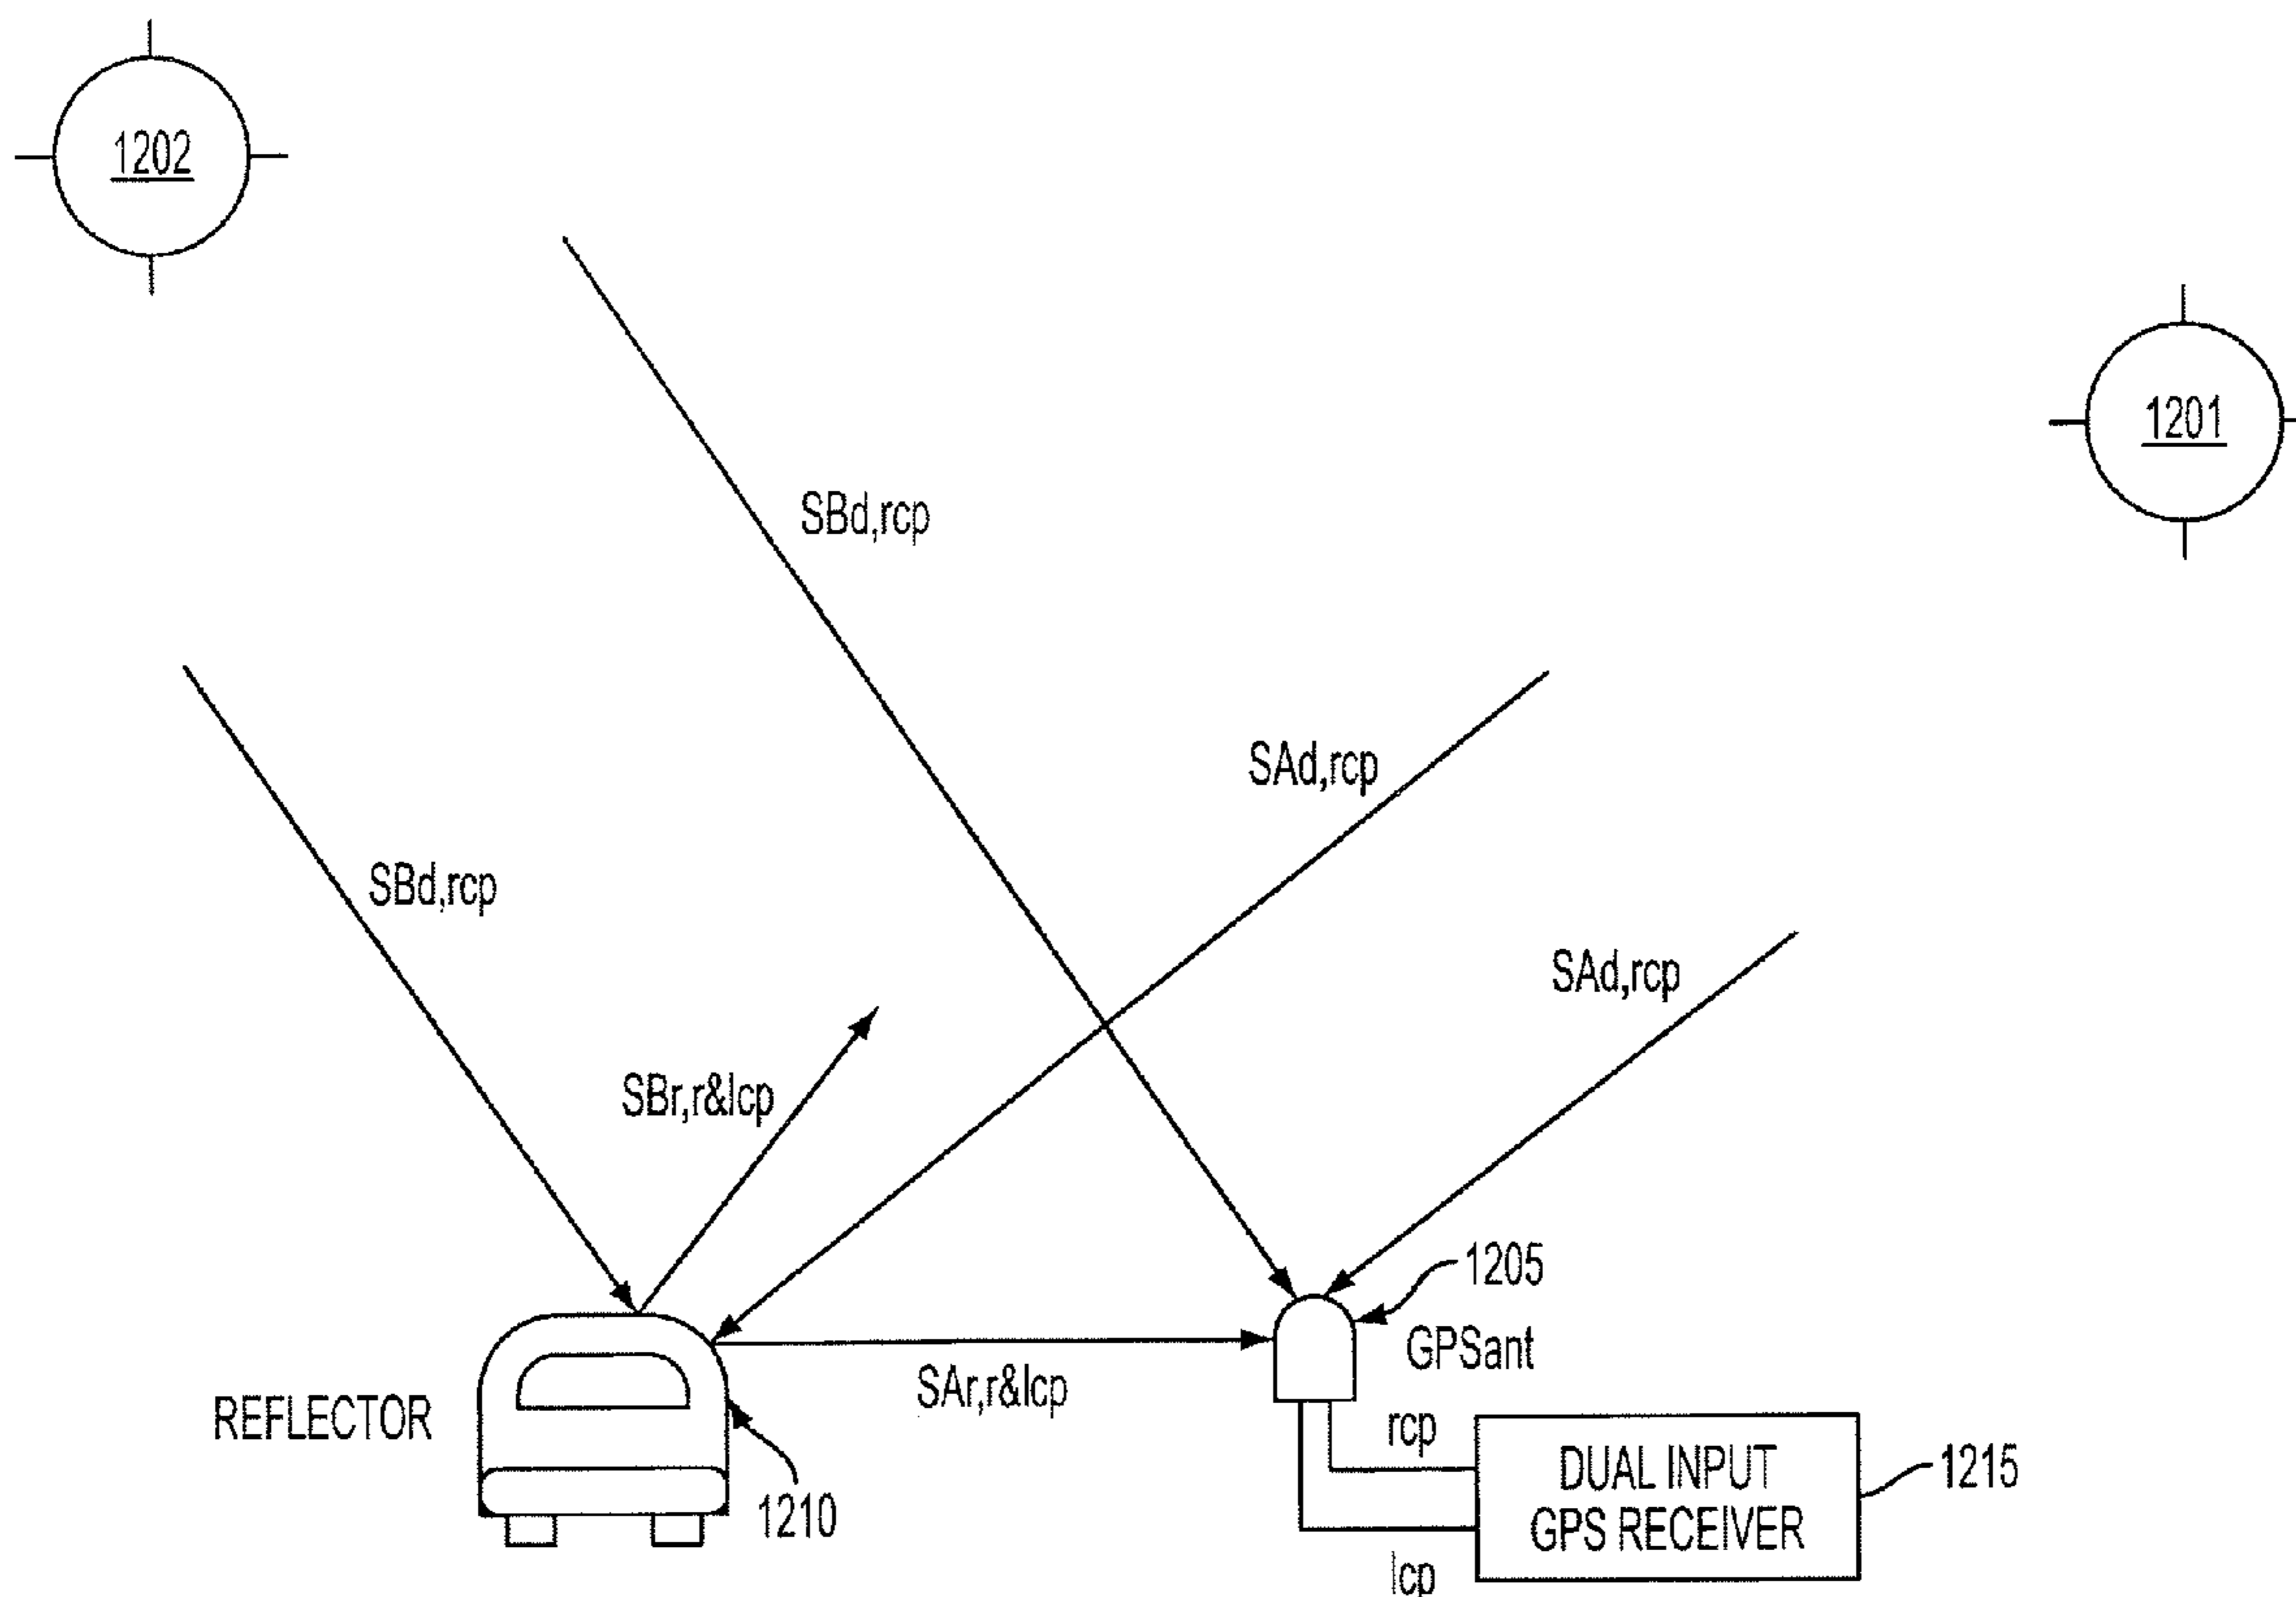 1202
1201
SBd,rcp
SAd,rcp
SBd,rcp
SAd,rcp
SBr,r&lcp
1205
GPSant
SAr,r&lcp
REFLECTOR
1210
rcp
DUAL INPUT
GPS RECEIVER
1215
lcp